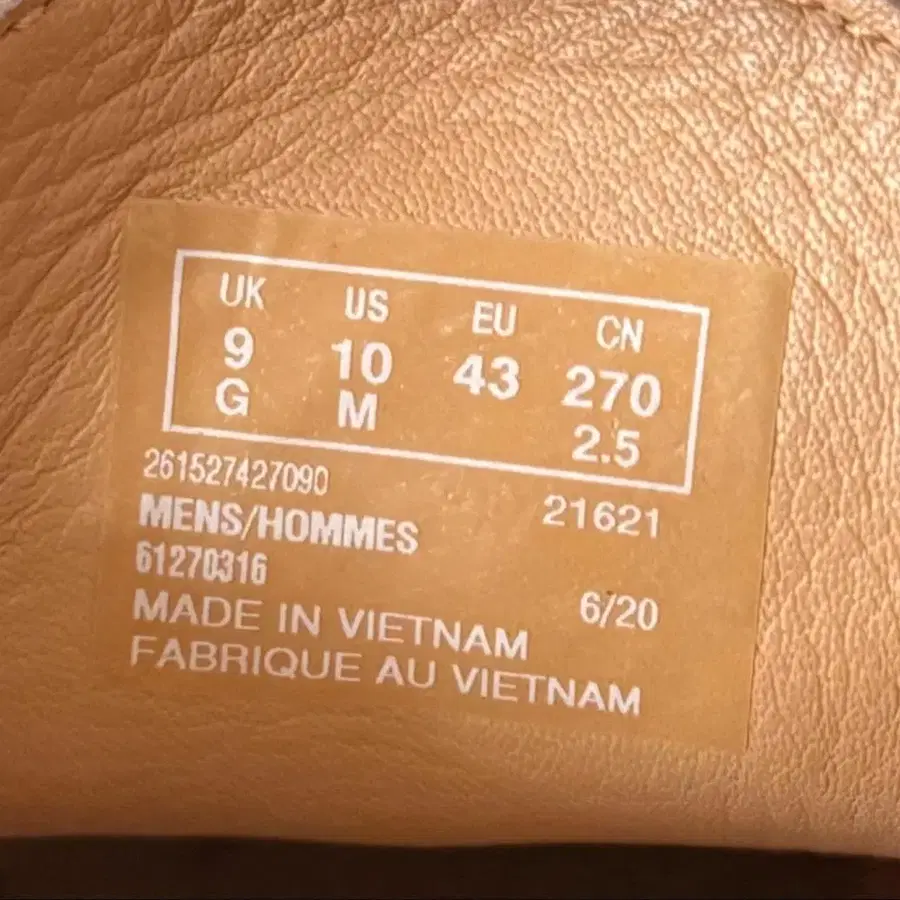 UK US EU CN
9 10 43 270
G M 2.5
261527427090 21621
MENS/HOMMES
61270316 6/20
MADE IN VIETNAM
FABRIQUE AU VIETNAM